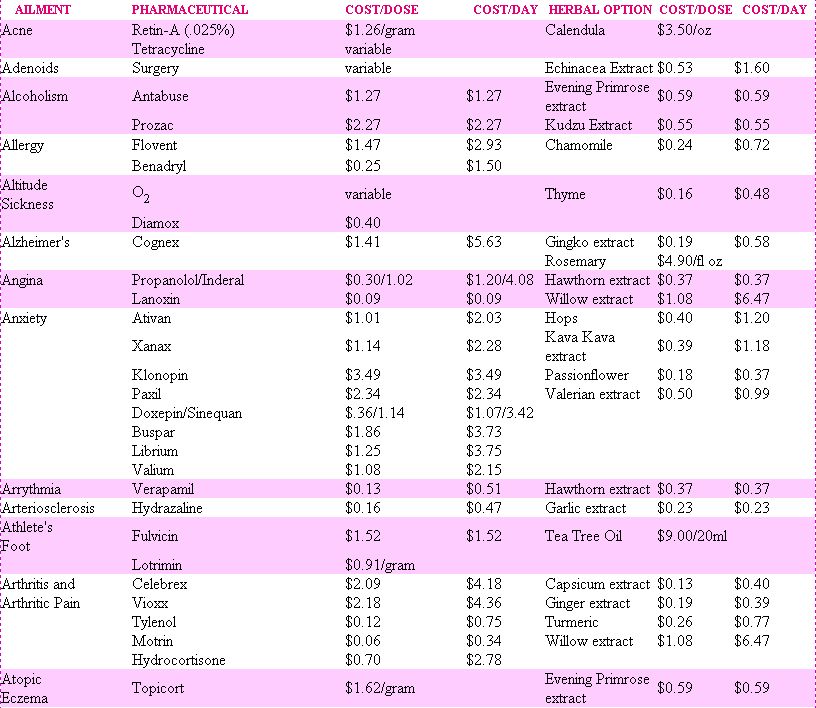 AILMENT PHARMACEUTICAL COST/DOSE COST/DAY HERBAL OPTION COST/DOSE COST/DAY
Acne Retin-A (.025%) $1.26/gram Calendula $3.50/oz
Tetracycline variable
Adenoids Surgery variable Echinacea Extract $0.53 $1.60
Alcoholism Antabuse $1.27 $1.27 Evening Primrose extract $0.59 $0.59
Prozac $2.27 $2.27 Kudzu Extract $0.55 $0.55
Allergy Flovent $1.47 $2.93 Chamomile $0.24 $0.72
Benadryl $0.25 $1.50
Altitude Sickness O2 variable Thyme $0.16 $0.48
Diamox $0.40
Alzheimer's Cognex $1.41 $5.63 Gingko extract $0.19 $0.58
Rosemary $4.90/fl oz
Angina Propanolol/Inderal $0.30/1.02 $1.20/4.08 Hawthorn extract $0.37 $0.37
Lanoxin $0.09 $0.09 Willow extract $1.08 $6.47
Anxiety Ativan $1.01 $2.03 Hops $0.40 $1.20
Xanax $1.14 $2.28 Kava Kava extract $0.39 $1.18
Klonopin $3.49 $3.49 Passionflower $0.18 $0.37
Paxil $2.34 $2.34 Valerian extract $0.50 $0.99
Doxepin/Sinequan $.36/1.14 $1.07/3.42
Buspar $1.86 $3.73
Librium $1.25 $3.75
Valium $1.08 $2.15
Arrythmia Verapamil $0.13 $0.51 Hawthorn extract $0.37 $0.37
Arteriosclerosis Hydrazaline $0.16 $0.47 Garlic extract $0.23 $0.23
Athlete's Foot Fulvicin $1.52 $1.52 Tea Tree Oil $9.00/20ml
Lotrimin $0.91/gram
Arthritis and Celebrex $2.09 $4.18 Capsicum extract $0.13 $0.40
Arthritic Pain Vioxx $2.18 $4.36 Ginger extract $0.19 $0.39
Tylenol $0.12 $0.75 Turmeric $0.26 $0.77
Motrin $0.06 $0.34 Willow extract $1.08 $6.47
Hydrocortisone $0.70 $2.78
Atopic Eczema Topicort $1.62/gram Evening Primrose extract $0.59 $0.59